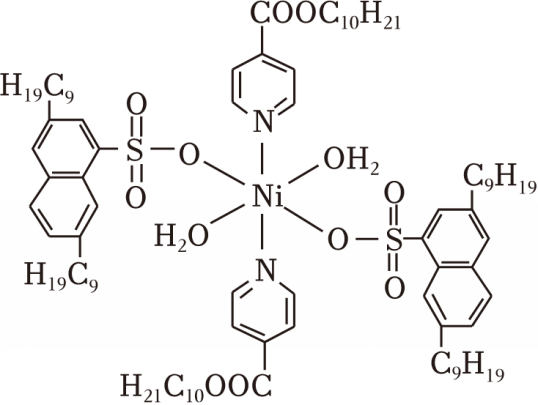 COOC₁₀H₂₁
H₁₉C₉
O
N
S O OH₂
O
Ni
C₉H₁₉
H₂O O
O S
H₁₉C₉ N
O
C₉H₁₉
H₂₁C₁₀OOC